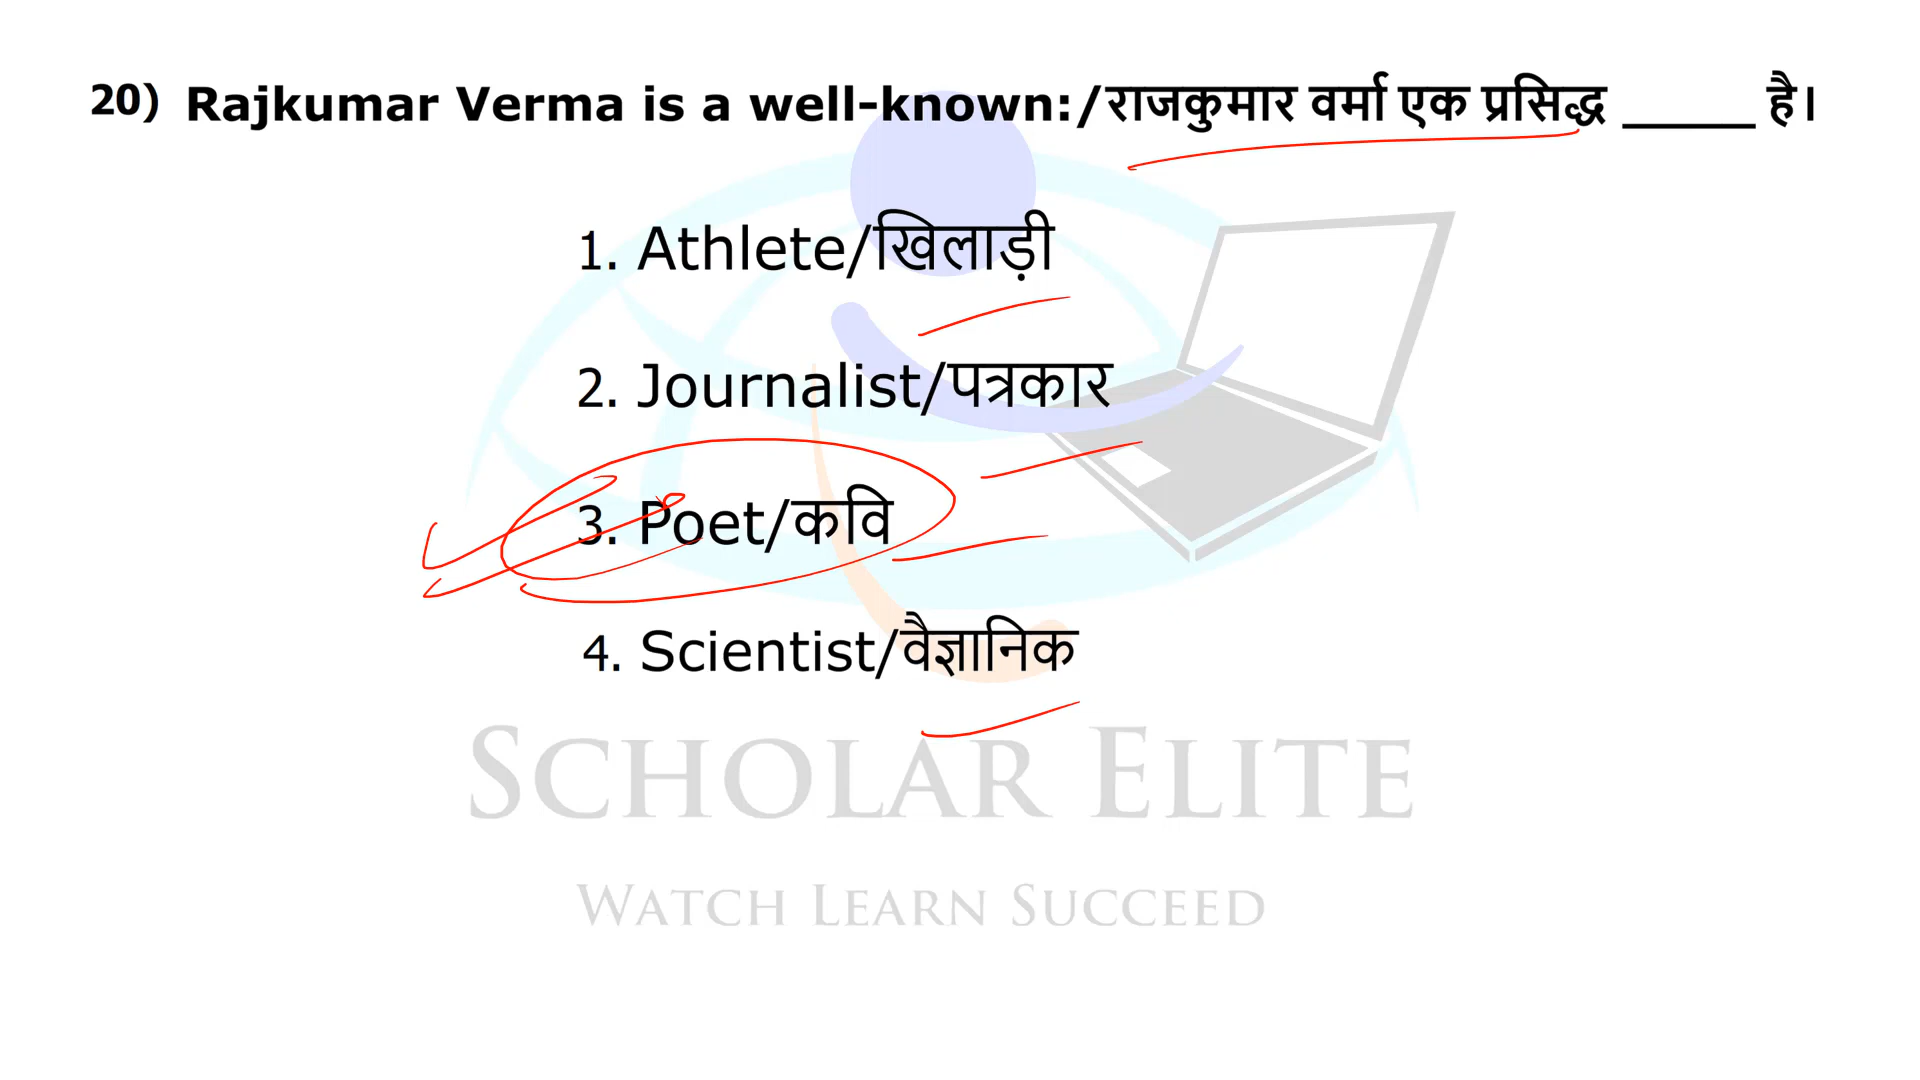 20) Rajkumar Verma is a well-known:/राजकुमार वर्मा एक प्रसिद्ध _____ है।
1. Athlete/खिलाड़ी
2. Journalist/पत्रकार
3. Poet/कवि
4. Scientist/वैज्ञानिक
SCHOLAR ELITE
WATCH LEARN SUCCEED